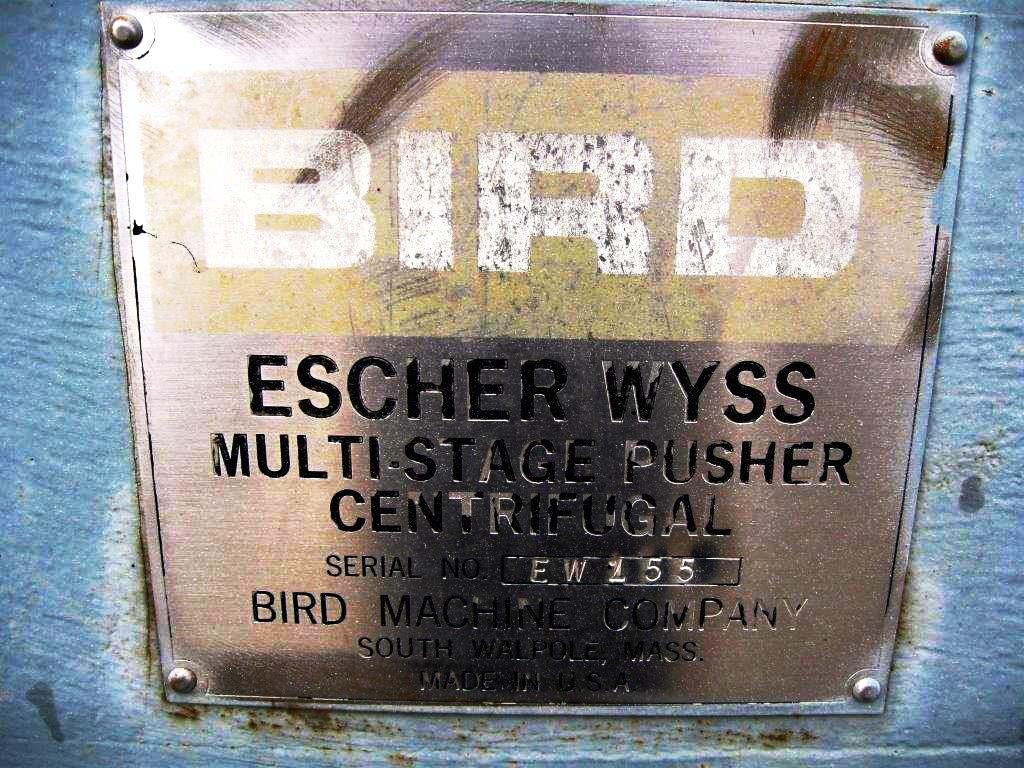 BIRD
ESCHER WYSS
MULTI-STAGE PUSHER
CENTRIFUGAL
SERIAL NO. EW155
BIRD MACHINE COMPANY
SOUTH WALPOLE, MASS.
MADE IN U.S.A.